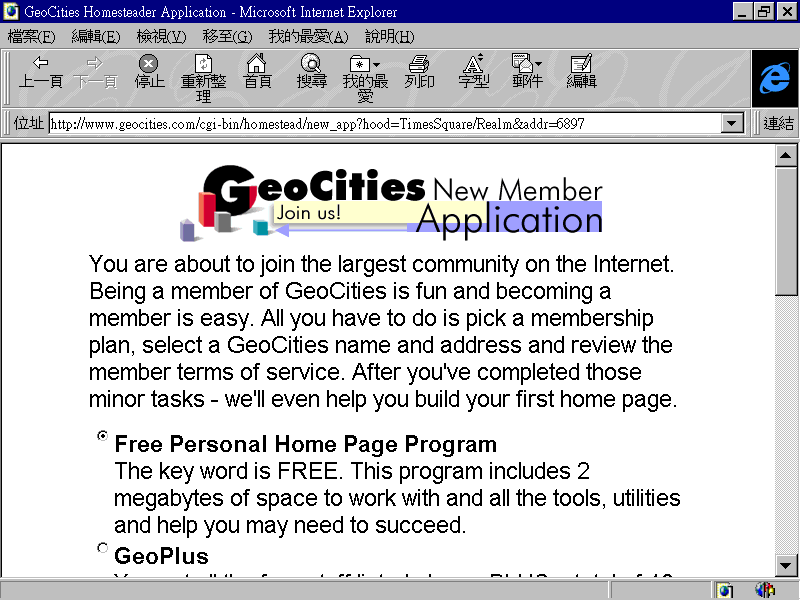 GeoCities Homesteader Application - Microsoft Internet Explorer
檔案(F) 編輯(E) 檢視(V) 移至(G) 我的最愛(A) 說明(H)
上一頁 下一頁 停止 重新整理 首頁 搜尋 我的最愛 列印 字型 郵件 編輯
位址 http://www.geocities.com/cgi-bin/homestead/new_app?hood=TimesSquare/Realm&addr=6897 連結
GeoCities New Member
Join us! Application
You are about to join the largest community on the Internet.
Being a member of GeoCities is fun and becoming a
member is easy. All you have to do is pick a membership
plan, select a GeoCities name and address and review the
member terms of service. After you've completed those
minor tasks - we'll even help you build your first home page.
Free Personal Home Page Program
The key word is FREE. This program includes 2
megabytes of space to work with and all the tools, utilities
and help you may need to succeed.
GeoPlus